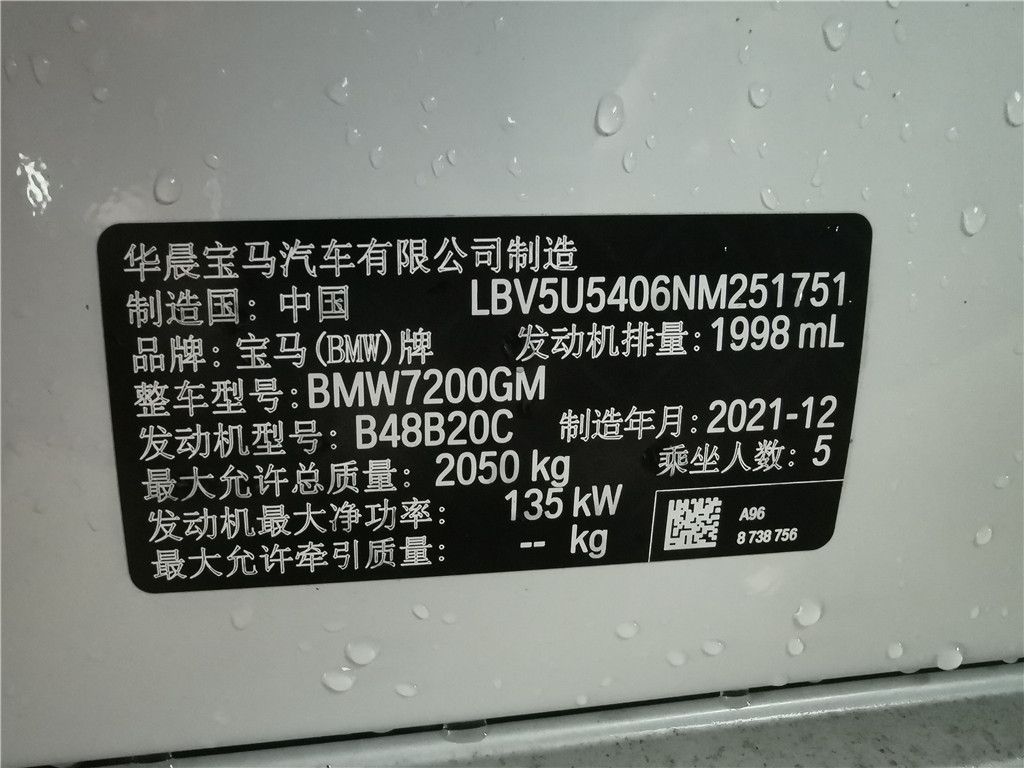 华晨宝马汽车有限公司制造
制造国：中国 LBV5U5406NM251751
品牌：宝马(BMW)牌 发动机排量：1998 mL
整车型号：BMW7200GM
发动机型号：B48B20C 制造年月：2021-12
最大允许总质量：2050 kg 乘坐人数：5
发动机最大净功率：135 kW
最大允许牵引质量：-- kg
A96
8 738 756